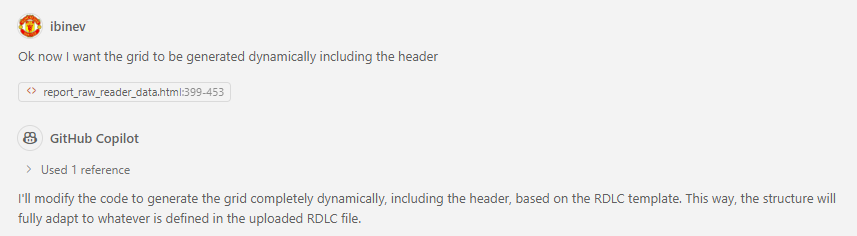 ibinev
Ok now I want the grid to be generated dynamically including the header
<> report_raw_reader_data.html:399-453
GitHub Copilot
> Used 1 reference
I'll modify the code to generate the grid completely dynamically, including the header, based on the RDLC template. This way, the structure will
fully adapt to whatever is defined in the uploaded RDLC file.